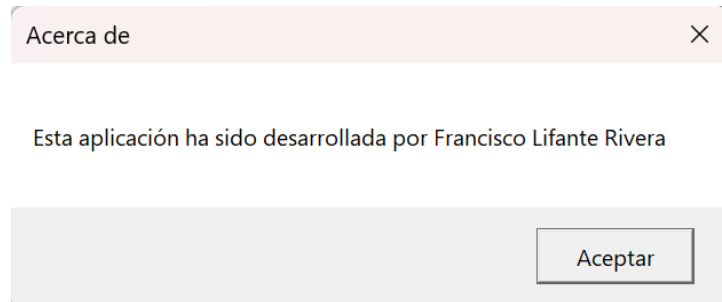 Acerca de
Esta aplicación ha sido desarrollada por Francisco Lifante Rivera
Aceptar